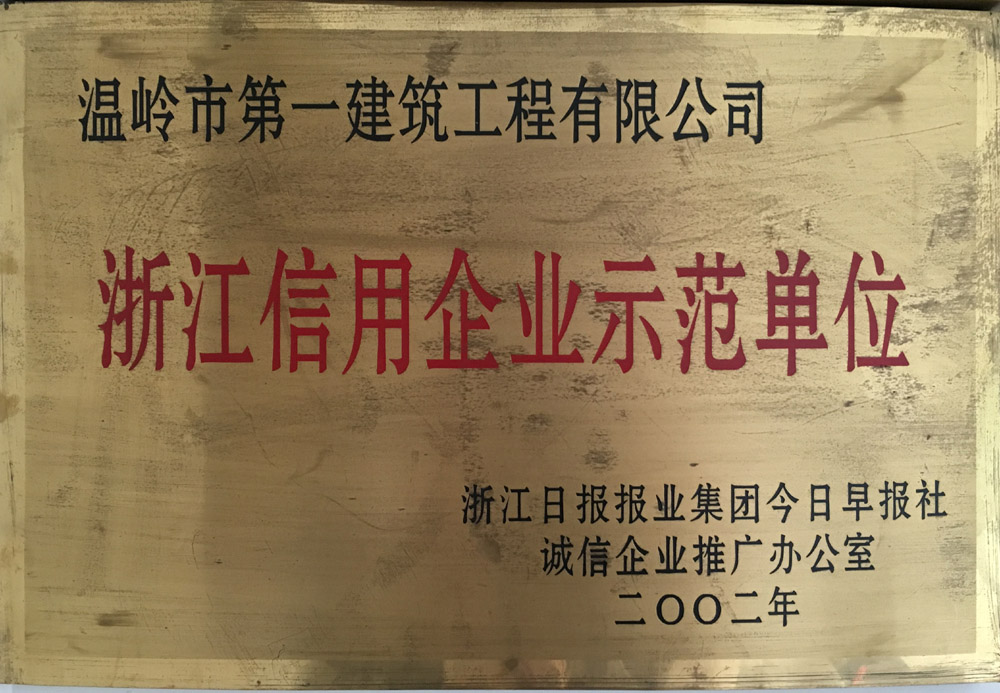 温岭市第一建筑工程有限公司
浙江信用企业示范单位
浙江日报报业集团今日早报社
诚信企业推广办公室
二〇〇二年